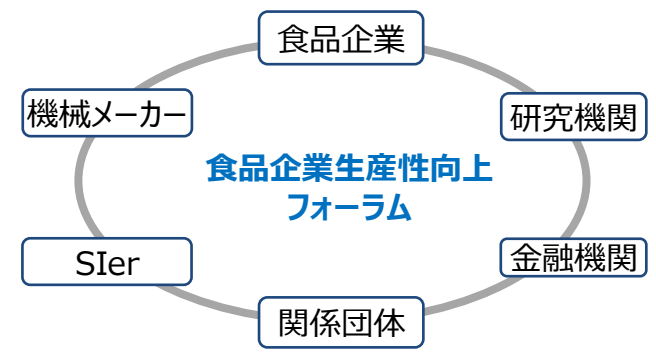 食品企業
機械メーカー
研究機関
食品企業生産性向上
フォーラム
SIer
金融機関
関係団体